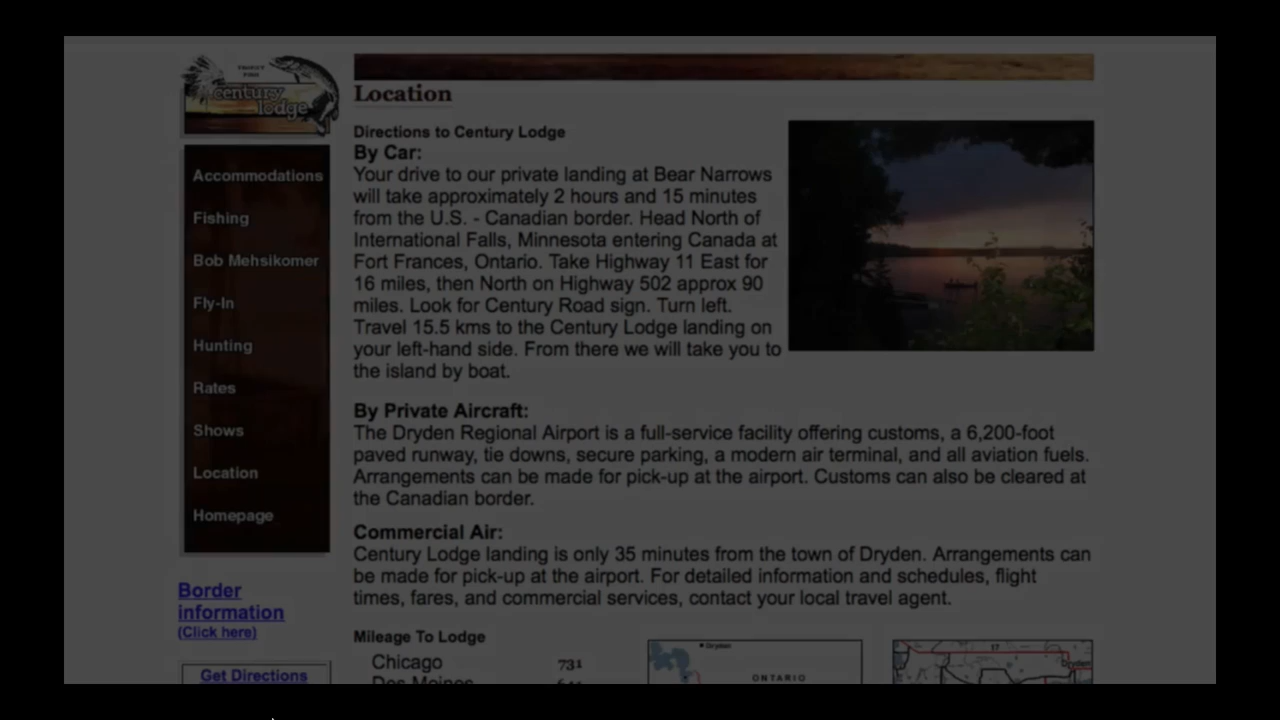 TROPHY
FISH
century
lodge
Accommodations
Fishing
Bob Mehsikomer
Fly-In
Hunting
Rates
Shows
Location
Homepage
Border
information
(Click here)
Get Directions
Location
Directions to Century Lodge
By Car:
Your drive to our private landing at Bear Narrows
will take approximately 2 hours and 15 minutes
from the U.S. - Canadian border. Head North of
International Falls, Minnesota entering Canada at
Fort Frances, Ontario. Take Highway 11 East for
16 miles, then North on Highway 502 approx 90
miles. Look for Century Road sign. Turn left.
Travel 15.5 kms to the Century Lodge landing on
your left-hand side. From there we will take you to
the island by boat.
By Private Aircraft:
The Dryden Regional Airport is a full-service facility offering customs, a 6,200-foot
paved runway, tie downs, secure parking, a modern air terminal, and all aviation fuels.
Arrangements can be made for pick-up at the airport. Customs can also be cleared at
the Canadian border.
Commercial Air:
Century Lodge landing is only 35 minutes from the town of Dryden. Arrangements can
be made for pick-up at the airport. For detailed information and schedules, flight
times, fares, and commercial services, contact your local travel agent.
Mileage To Lodge
Chicago 731
Des Moines
Dryden
ONTARIO
17
Dryden